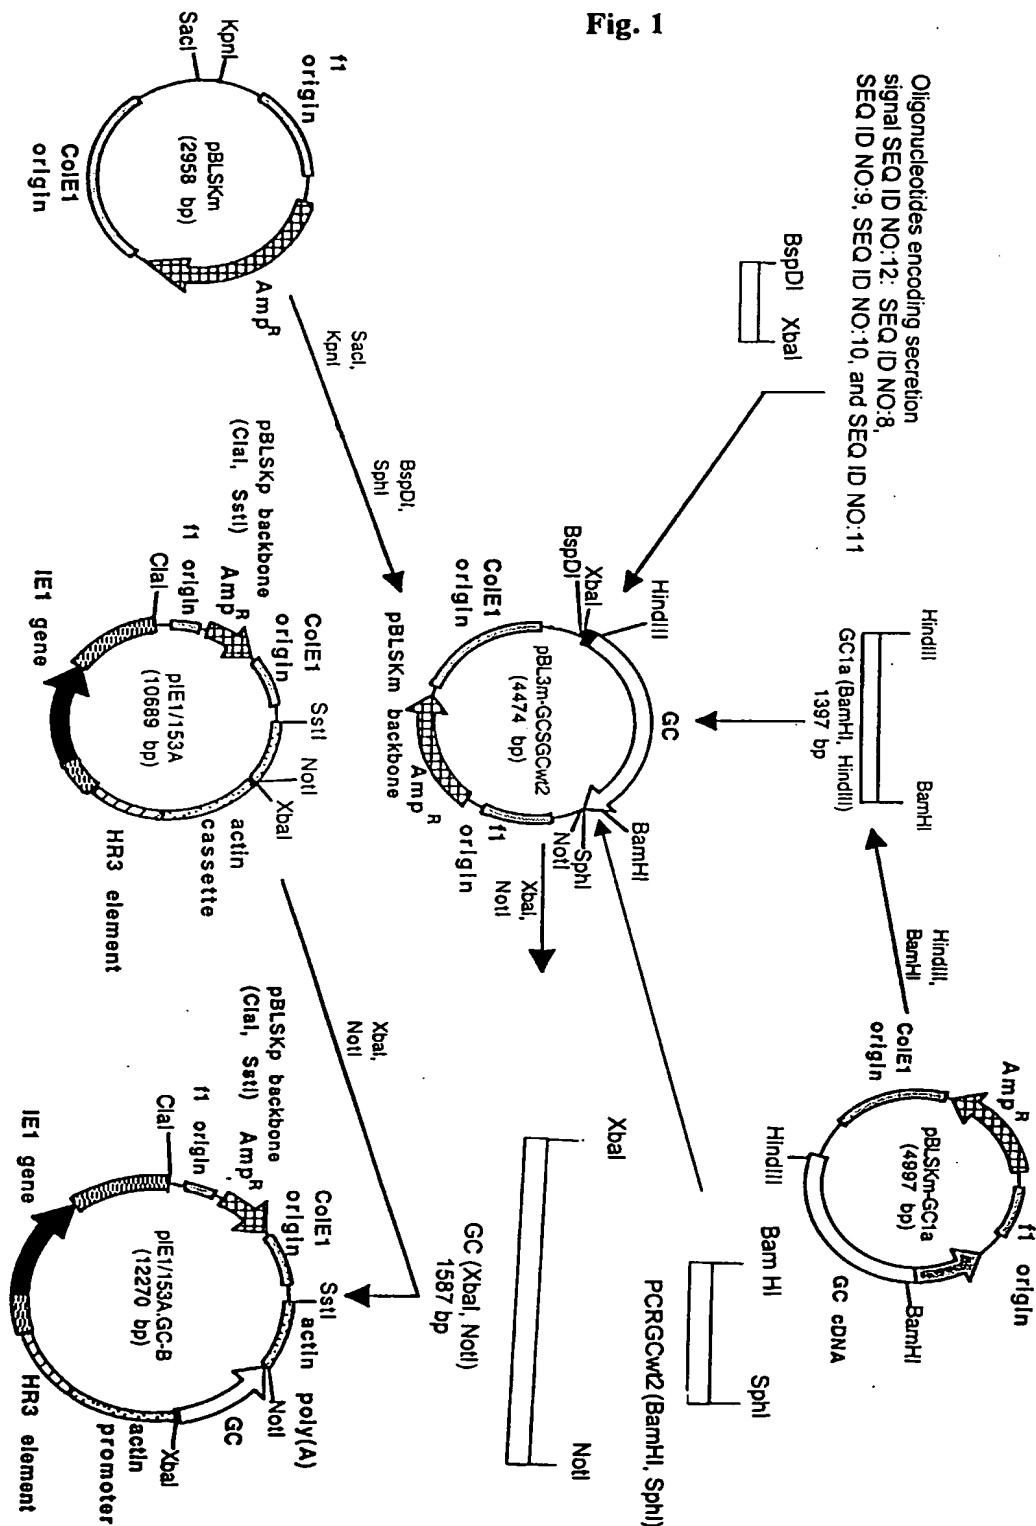 Fig. 1
Oligonucleotides encoding secretion
signal SEQ ID NO:12: SEQ ID NO:8,
SEQ ID NO:9, SEQ ID NO:10, and SEQ ID NO:11
BspDI
XbaI
HindIII
BamHI
GC1a (BamHI, HindIII)
1397 bp
HindIII,
BamHI
AmpR
f1 origin
ColE1
origin
pBLSKm-GC1a
(4997 bp)
HindIII
BamHI
GC cDNA
f1
origin
KpnI
SacI
pBLSKm
(2958 bp)
ColE1
origin
AmpR
SacI,
KpnI
BspDI,
SphI
HindIII
XbaI
BspDI
GC
ColE1
origin
pBL3m-GCSGCwt2
(4474 bp)
BamHI
SphI
NotI
f1
origin
AmpR
pBLSKm backbone
XbaI,
NotI
Bam HI
SphI
PCRGCwt2 (BamHI, SphI)
XbaI
NotI
GC (XbaI, NotI)
1587 bp
pBLSKp backbone
(ClaI, SstI)
AmpR
f1 origin
ClaI
ColE1
origin
SstI
NotI
XbaI
pIE1/153A
(10689 bp)
actin
cassette
IE1 gene
HR3 element
XbaI,
NotI
pBLSKp backbone
(ClaI, SstI)
AmpR
f1 origin
ClaI
ColE1
origin
SstI
actin poly(A)
NotI
pIE1/153A.GC-B
(12270 bp)
GC
XbaI
actin
promoter
IE1 gene
HR3 element